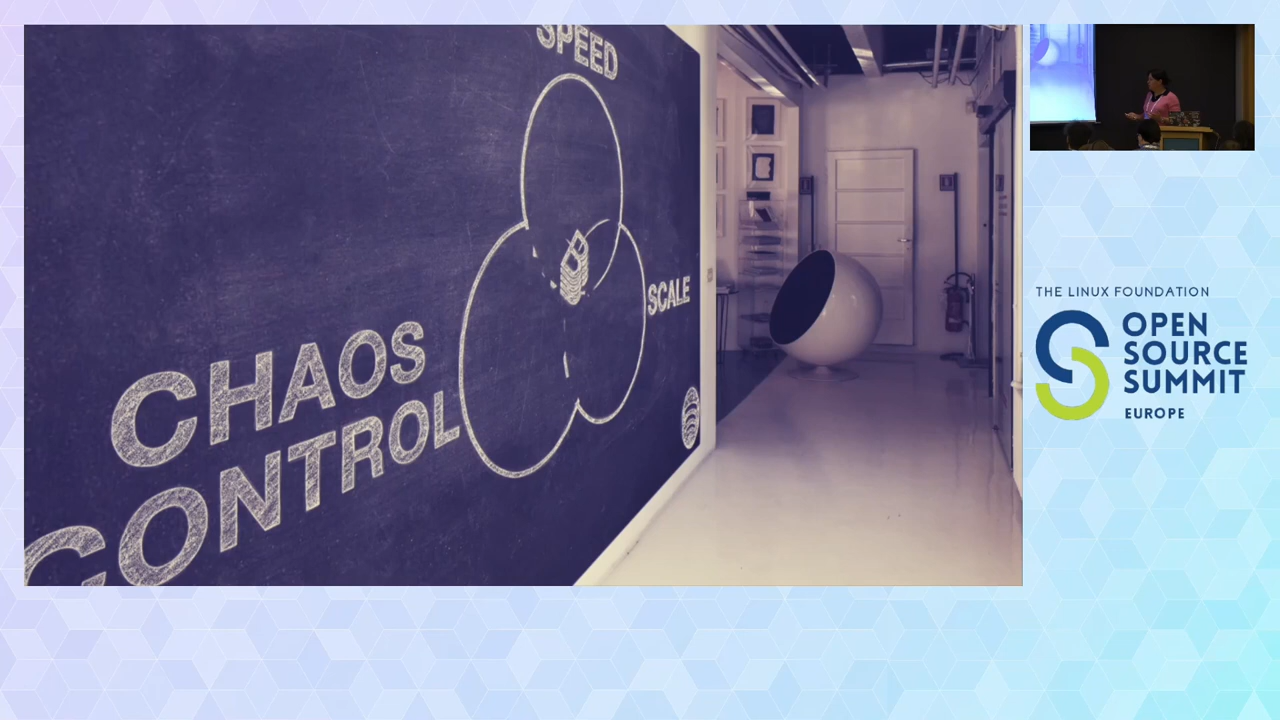 SPEED
SCALE
CHAOS
CONTROL
THE LINUX FOUNDATION
OPEN
SOURCE
SUMMIT
EUROPE